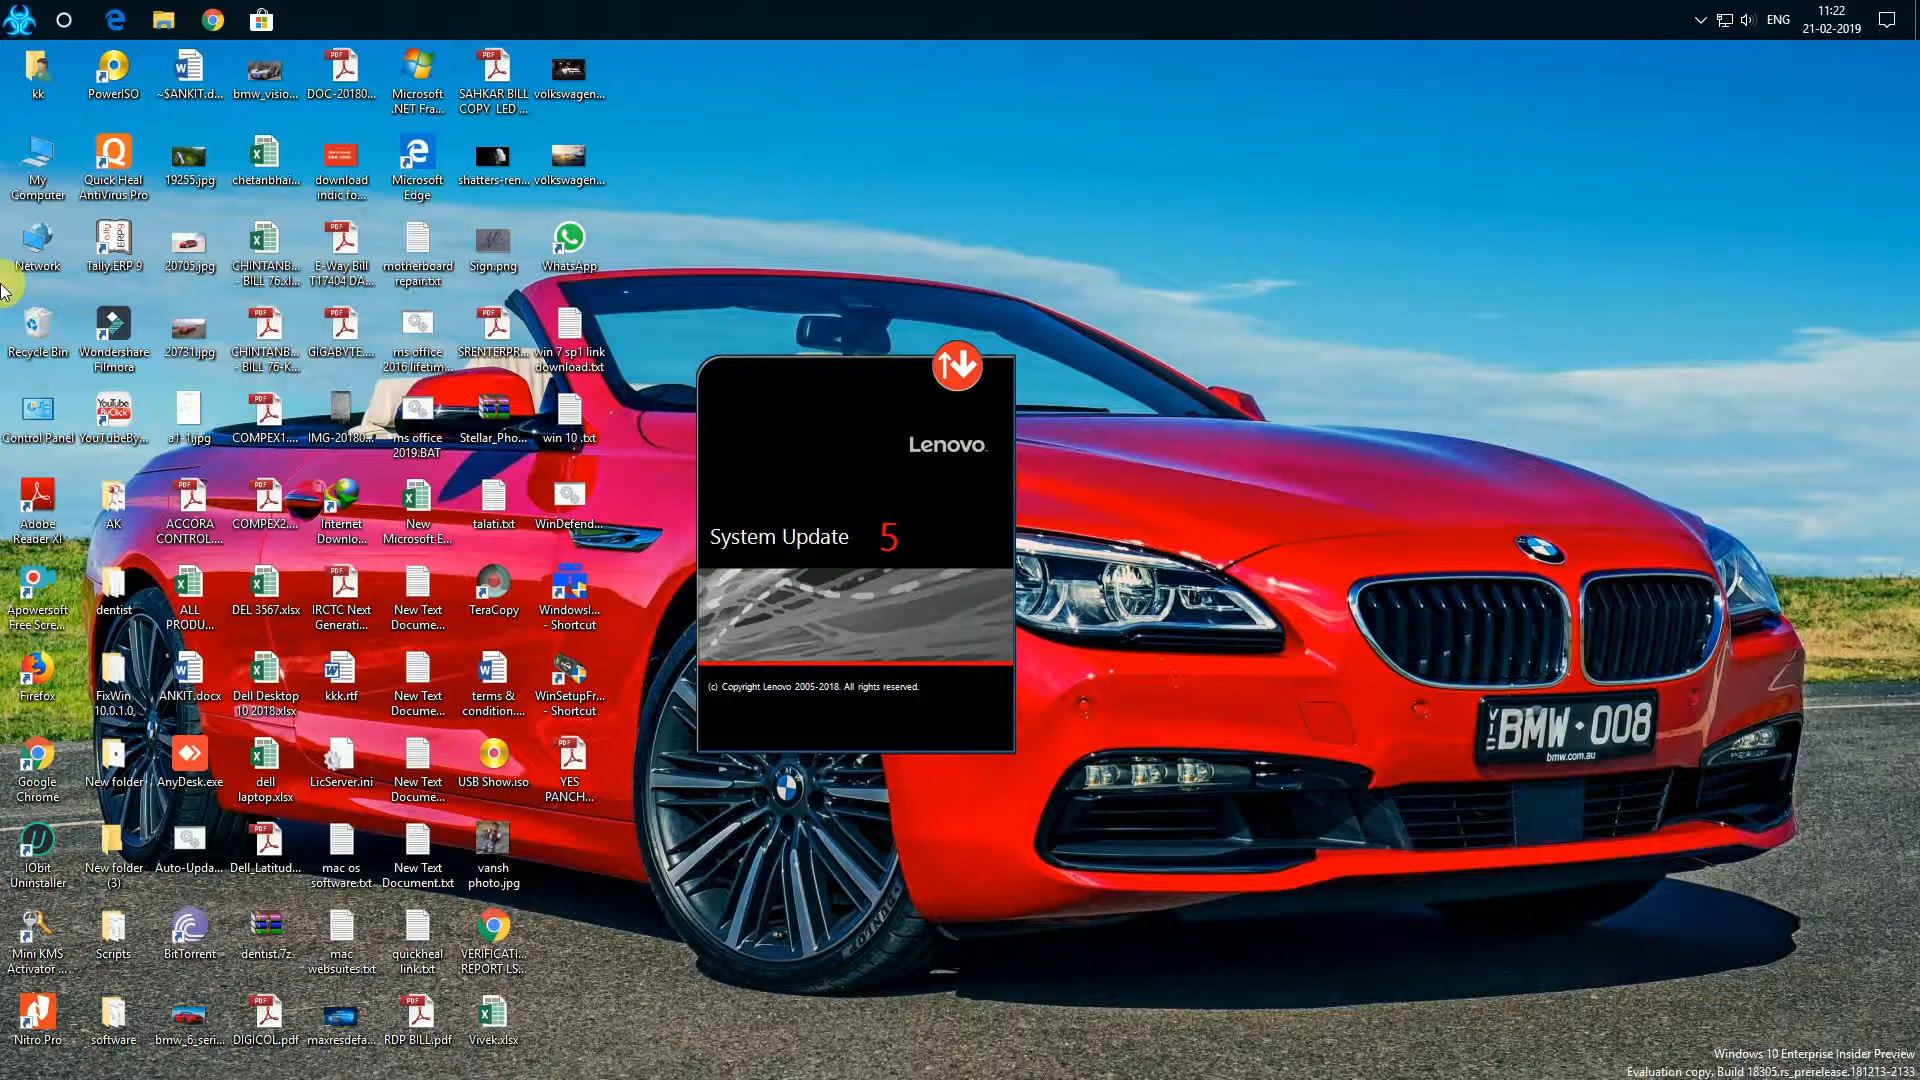 ENG
11:22
21-02-2019
kk
PowerISO
~$ANKIT.d...
bmw_visio...
DOC-20180...
Microsoft
.NET Fra...
SAHKAR BILL
COPY LED ...
volkswagen...
My
Computer
Quick Heal
AntiVirus Pro
19255.jpg
chetanbhai...
download
indic fo...
Microsoft
Edge
shatters-ren...
volkswagen...
Network
Tally.ERP 9
20705.jpg
CHINTANB...
- BILL 76.xl...
E-Way Bill
T17404 DA...
motherboard
repair.txt
Sign.png
WhatsApp
Recycle Bin
Wondershare
Filmora
20731.jpg
CHINTANB...
- BILL 76-K...
GIGABYTE....
ms office
2016 lifetim...
SRENTERPR...
win 7 sp1 link
download.txt
Control Panel
YouTubeBy...
a1-1.jpg
COMPEX1....
IMG-20180...
ms office
2019.BAT
Stellar_Pho...
win 10 .txt
Adobe
Reader XI
AK
ACCORA
CONTROL....
COMPEX2....
Internet
Downlo...
New
Microsoft E...
talati.txt
WinDefend...
Apowersoft
Free Scre...
dentist
ALL
PRODU...
DEL 3567.xlsx
IRCTC Next
Generati...
New Text
Docume...
TeraCopy
WindowsI...
- Shortcut
Firefox
FixWin
10.0.1.0
ANKIT.docx
Dell Desktop
10 2018.xlsx
kkk.rtf
New Text
Docume...
terms &
condition....
WinSetupFr...
- Shortcut
Google
Chrome
New folder
AnyDesk.exe
dell
laptop.xlsx
LicServer.ini
New Text
Docume...
USB Show.iso
YES
PANCH...
IObit
Uninstaller
New folder
(3)
Auto-Upda...
Dell_Latitud...
mac os
software.txt
New Text
Document.txt
vansh
photo.jpg
Mini KMS
Activator ...
Scripts
BitTorrent
dentist.7z
mac
websuites.txt
quickheal
link.txt
VERIFICATI...
REPORT LS...
Nitro Pro
software
bmw_6_seri...
DIGICOL.pdf
maxresdefa...
RDP BILL.pdf
Vivek.xlsx
Lenovo
System Update 5
(c) Copyright Lenovo 2005-2018. All rights reserved.
BMW·008
bmw.com.au
DUNLOP
Windows 10 Enterprise Insider Preview
Evaluation copy. Build 18305.rs_prerelease.181213-2133